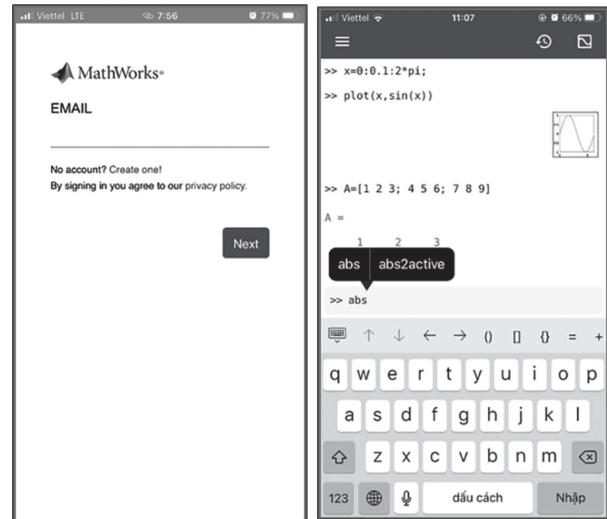 Viettel LTE 7:56 77%
MathWorks®
EMAIL
No account? Create one!
By signing in you agree to our privacy policy.
Next
Viettel 11:07 66%
>> x=0:0.1:2*pi;
>> plot(x,sin(x))
>> A=[1 2 3; 4 5 6; 7 8 9]
A =
1 2 3
abs abs2active
>> abs
() [] {} = +
q w e r t y u i o p
a s d f g h j k l
z x c v b n m
123 dấu cách Nhập